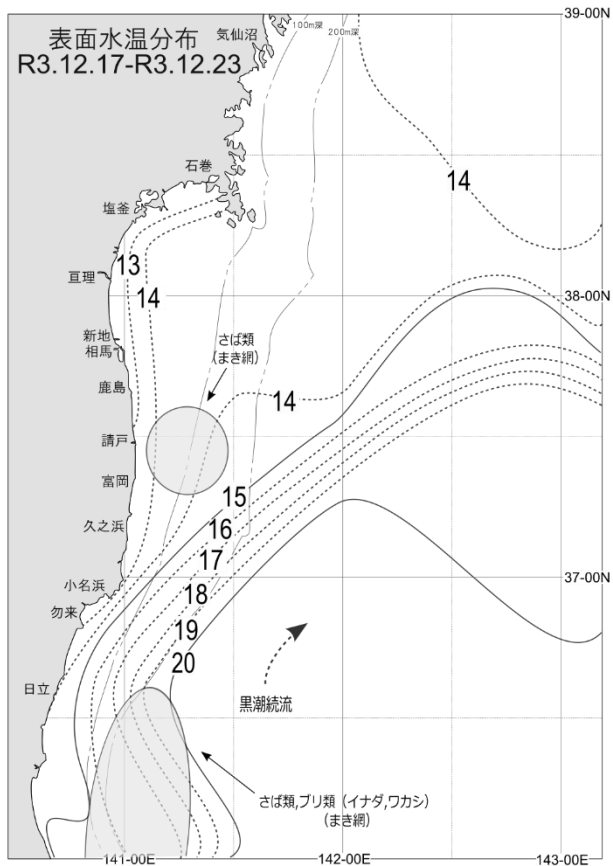 表面水温分布
R3.12.17-R3.12.23
気仙沼
100m深
200m深
39-00N
石巻
塩釜
14
13
亘理
14
38-00N
新地
相馬
さば類
(まき網)
鹿島
14
請戸
富岡
15
久之浜
16
17
37-00N
小名浜
18
勿来
19
20
日立
黒潮続流
さば類,ブリ類(イナダ,ワカシ)
(まき網)
141-00E
142-00E
143-00E